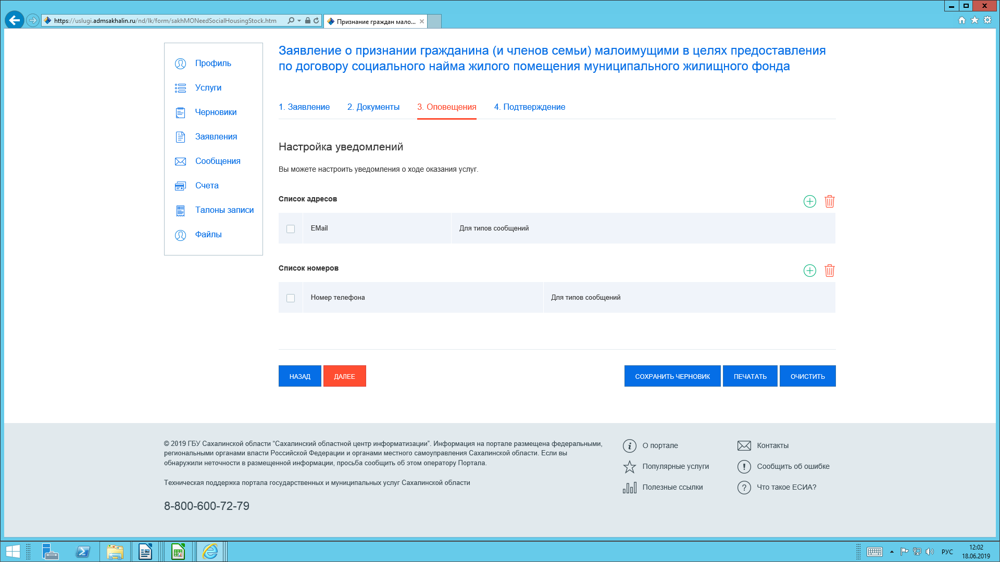 https://uslugi.admsakhalin.ru/nd/lk/form/sakhMONeedSocialHousingStock.htm
Признание граждан мало...
Профиль
Услуги
Черновики
Заявления
Сообщения
Счета
Талоны записи
Файлы
Заявление о признании гражданина (и членов семьи) малоимущими в целях предоставления
по договору социального найма жилого помещения муниципального жилищного фонда
1. Заявление 2. Документы 3. Оповещения 4. Подтверждение
Настройка уведомлений
Вы можете настроить уведомления о ходе оказания услуг.
Список адресов
EMail Для типов сообщений
Список номеров
Номер телефона Для типов сообщений
НАЗАД ДАЛЕЕ СОХРАНИТЬ ЧЕРНОВИК ПЕЧАТАТЬ ОЧИСТИТЬ
© 2019 ГБУ Сахалинской области “Сахалинский областной центр информатизации”. Информация на портале размещена федеральными,
региональными органами власти Российской Федерации и органами местного самоуправления Сахалинской области. Если вы
обнаружили неточности в размещенной информации, просьба сообщить об этом оператору Портала.
Техническая поддержка портала государственных и муниципальных услуг Сахалинской области
8-800-600-72-79
О портале
Популярные услуги
Полезные ссылки
Контакты
Сообщить об ошибке
Что такое ЕСИА?
РУС
12:02
18.06.2019